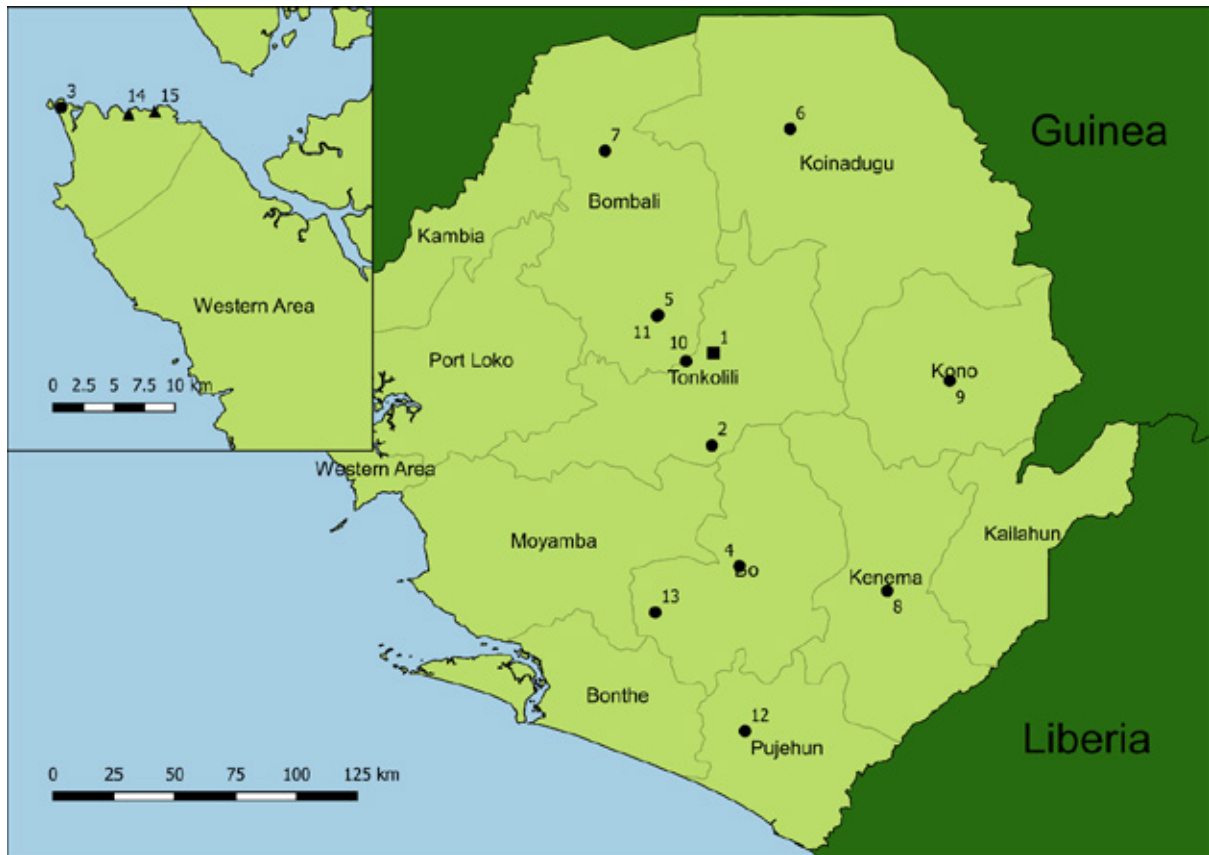 3
14
15
Western Area
0 2.5 5 7.5 10 km
6
Guinea
7
Koinadugu
Bombali
Kambia
5
11
10
1
Port Loko
Tonkolili
Kono
9
2
Western Area
Kailahun
Moyamba
4
Bo
Kenema
8
13
Bonthe
12
Pujehun
Liberia
0 25 50 75 100 125 km